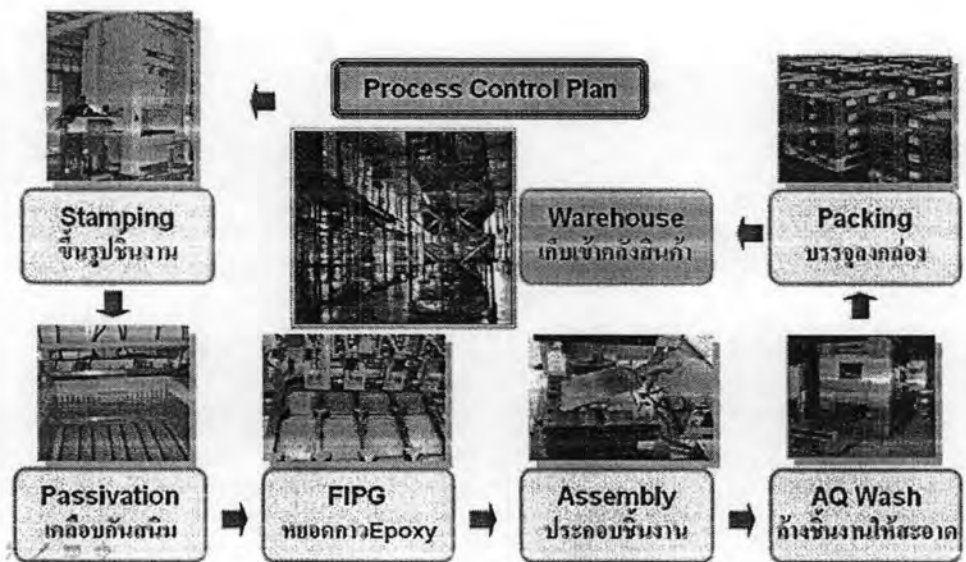 Process Control Plan
Stamping
ขึ้นรูปชิ้นงาน
Warehouse
เก็บเข้าคลังสินค้า
Packing
บรรจุลงกล่อง
Passivation
เคลือบกันสนิม
FIPG
หยอดกาวEpoxy
Assembly
ประกอบชิ้นงาน
AQ Wash
ล้างชิ้นงานให้สะอาด